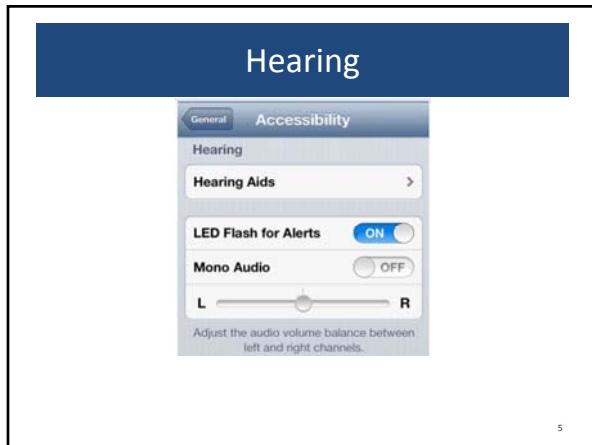 Hearing
General Accessibility
Hearing
Hearing Aids
LED Flash for Alerts ON
Mono Audio OFF
L R
Adjust the audio volume balance between
left and right channels.
5